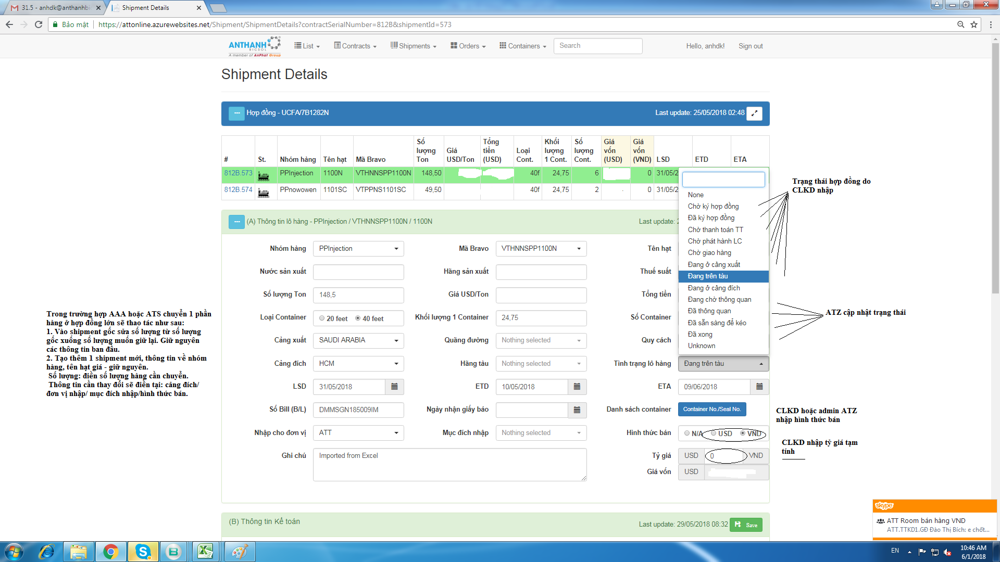 31.5 - anhdk@anthanhbi
Shipment Details
Bảo mật
https://attonline.azurewebsites.net/Shipment/ShipmentDetails?contractSerialNumber=812B&shipmentId=573
ANTHANH
BICSOL
A member of AnPhat Group
List
Contracts
Shipments
Orders
Containers
Search
Hello, anhdk!
Sign out
Shipment Details
--- Hợp đồng - UCFA/7B1282N
Last update: 25/05/2018 02:48
# St. Nhóm hàng Tên hạt Mã Bravo Số lượng Ton Giá USD/Ton Tổng tiền (USD) Loại Cont. Khối lượng 1 Cont. Số lượng Cont. Giá vốn (USD) Giá vốn (VND) LSD ETD ETA
812B.573 PPInjection 1100N VTHNNSPP1100N 148,50 40f 24,75 6 0 31/05/2
812B.574 PPnowowen 1101SC VTPPNS1101SC 49,50 40f 24,75 2 0 31/05/2
None
Chờ ký hợp đồng
Đã ký hợp đồng
Chờ thanh toán TT
Chờ phát hành LC
Chờ giao hàng
Đang ở cảng xuất
Đang trên tàu
Đang ở cảng đích
Đang chờ thông quan
Đã thông quan
Đã sẵn sàng để kéo
Đã xong
Unknown
Trạng thái hợp đồng do
CLKD nhập
ATZ cập nhật trạng thái
--- (A) Thông tin lô hàng - PPInjection / VTHNNSPP1100N / 1100N
Last update: 2
Nhóm hàng PPInjection Mã Bravo VTHNNSPP1100N Tên hạt
Nước sản xuất Hãng sản xuất Thuế suất
Số lượng Ton 148,5 Giá USD/Ton Tổng tiền
Loại Container 20 feet 40 feet Khối lượng 1 Container 24,75 Số Container
Cảng xuất SAUDI ARABIA Quãng đường Nothing selected Quy cách
Cảng đích HCM Hãng tàu Nothing selected Tình trạng lô hàng Đang trên tàu
LSD 31/05/2018 ETD 10/05/2018 ETA 09/06/2018
Số Bill (B/L) DMMSGN185009IM Ngày nhận giấy báo Danh sách container Container No./Seal No.
Nhập cho đơn vị ATT Mục đích nhập Nothing selected Hình thức bán N/A USD VND
Ghi chú Imported from Excel Tỷ giá USD 0 VND
Giá vốn USD
Trong trường hợp AAA hoặc ATS chuyển 1 phần
hàng ở hợp đồng lớn sẽ thao tác như sau:
1. Vào shipment gốc sửa số lượng từ số lượng
gốc xuống số lượng muốn giữ lại. Giữ nguyên
các thông tin ban đầu.
2. Tạo thêm 1 shipment mới, thông tin về nhóm
hàng, tên hạt giá - giữ nguyên.
Số lượng: điền số lượng hàng cần chuyển.
Thông tin cần thay đổi sẽ điền tại: cảng đích/
đơn vị nhập/ mục đích nhập/hình thức bán.
CLKD hoặc admin ATZ
nhập hình thức bán
CLKD nhập tỷ giá tạm
tính
(B) Thông tin Kế toán
Last update: 29/05/2018 08:32
Save
skype
ATT Room bán hàng VND
ATT.TTKD1.GĐ Đào Thị Bích: e chốt...
EN
10:46 AM
6/1/2018